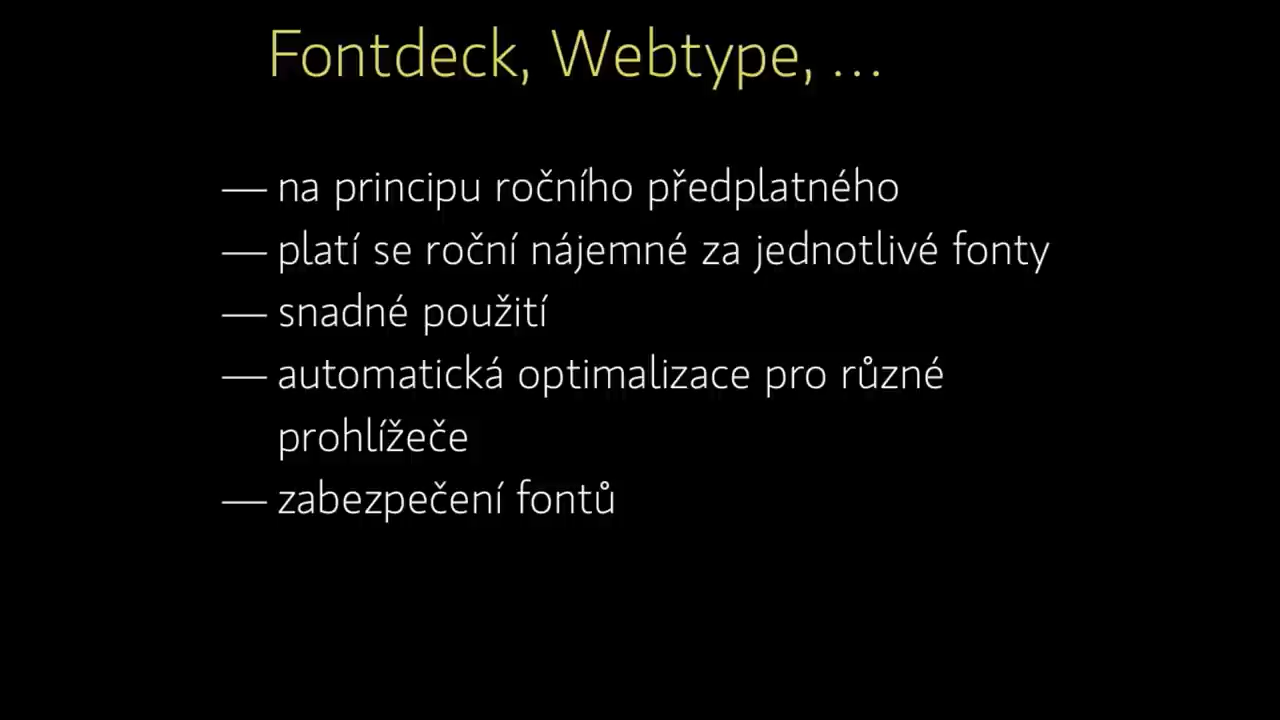 Fontdeck, Webtype, …
— na principu ročního předplatného
— platí se roční nájemné za jednotlivé fonty
— snadné použití
— automatická optimalizace pro různé
prohlížeče
— zabezpečení fontů